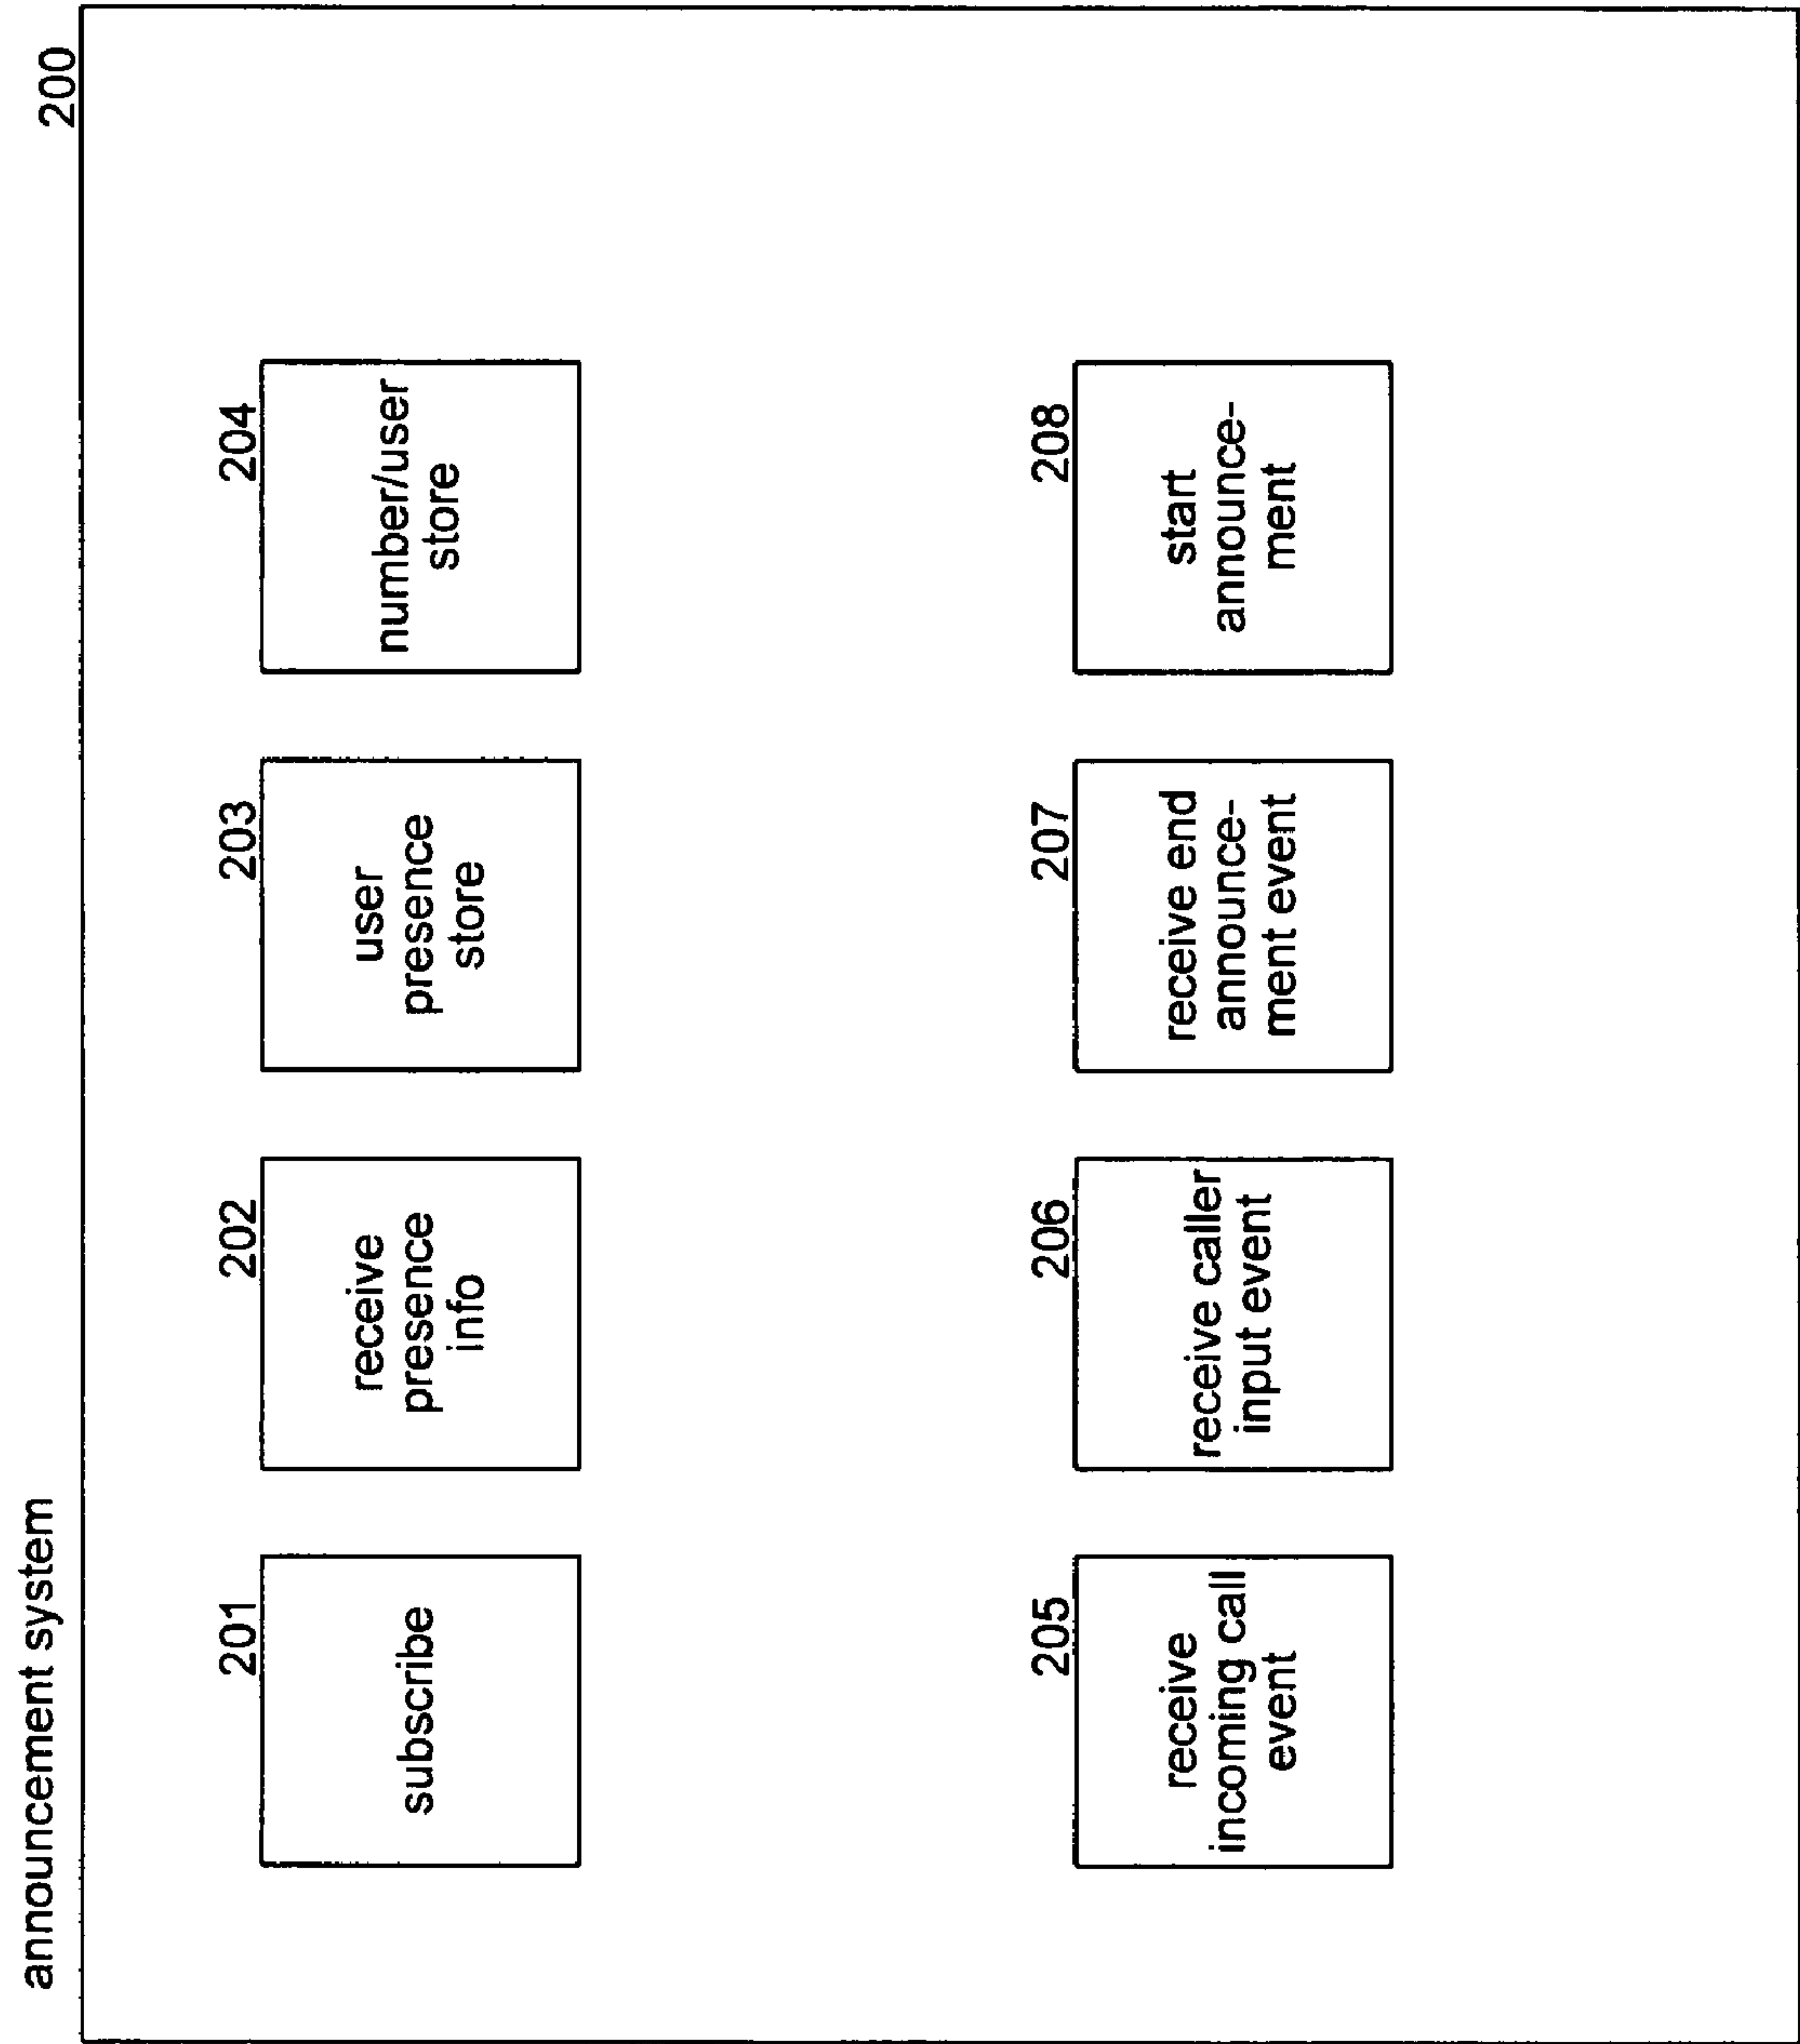 announcement system
200
201
subscribe
202
receive
presence
info
203
user
presence
store
204
number/user
store
205
receive
incoming call
event
206
receive caller
input event
207
receive end
announce-
ment event
208
start
announce-
ment